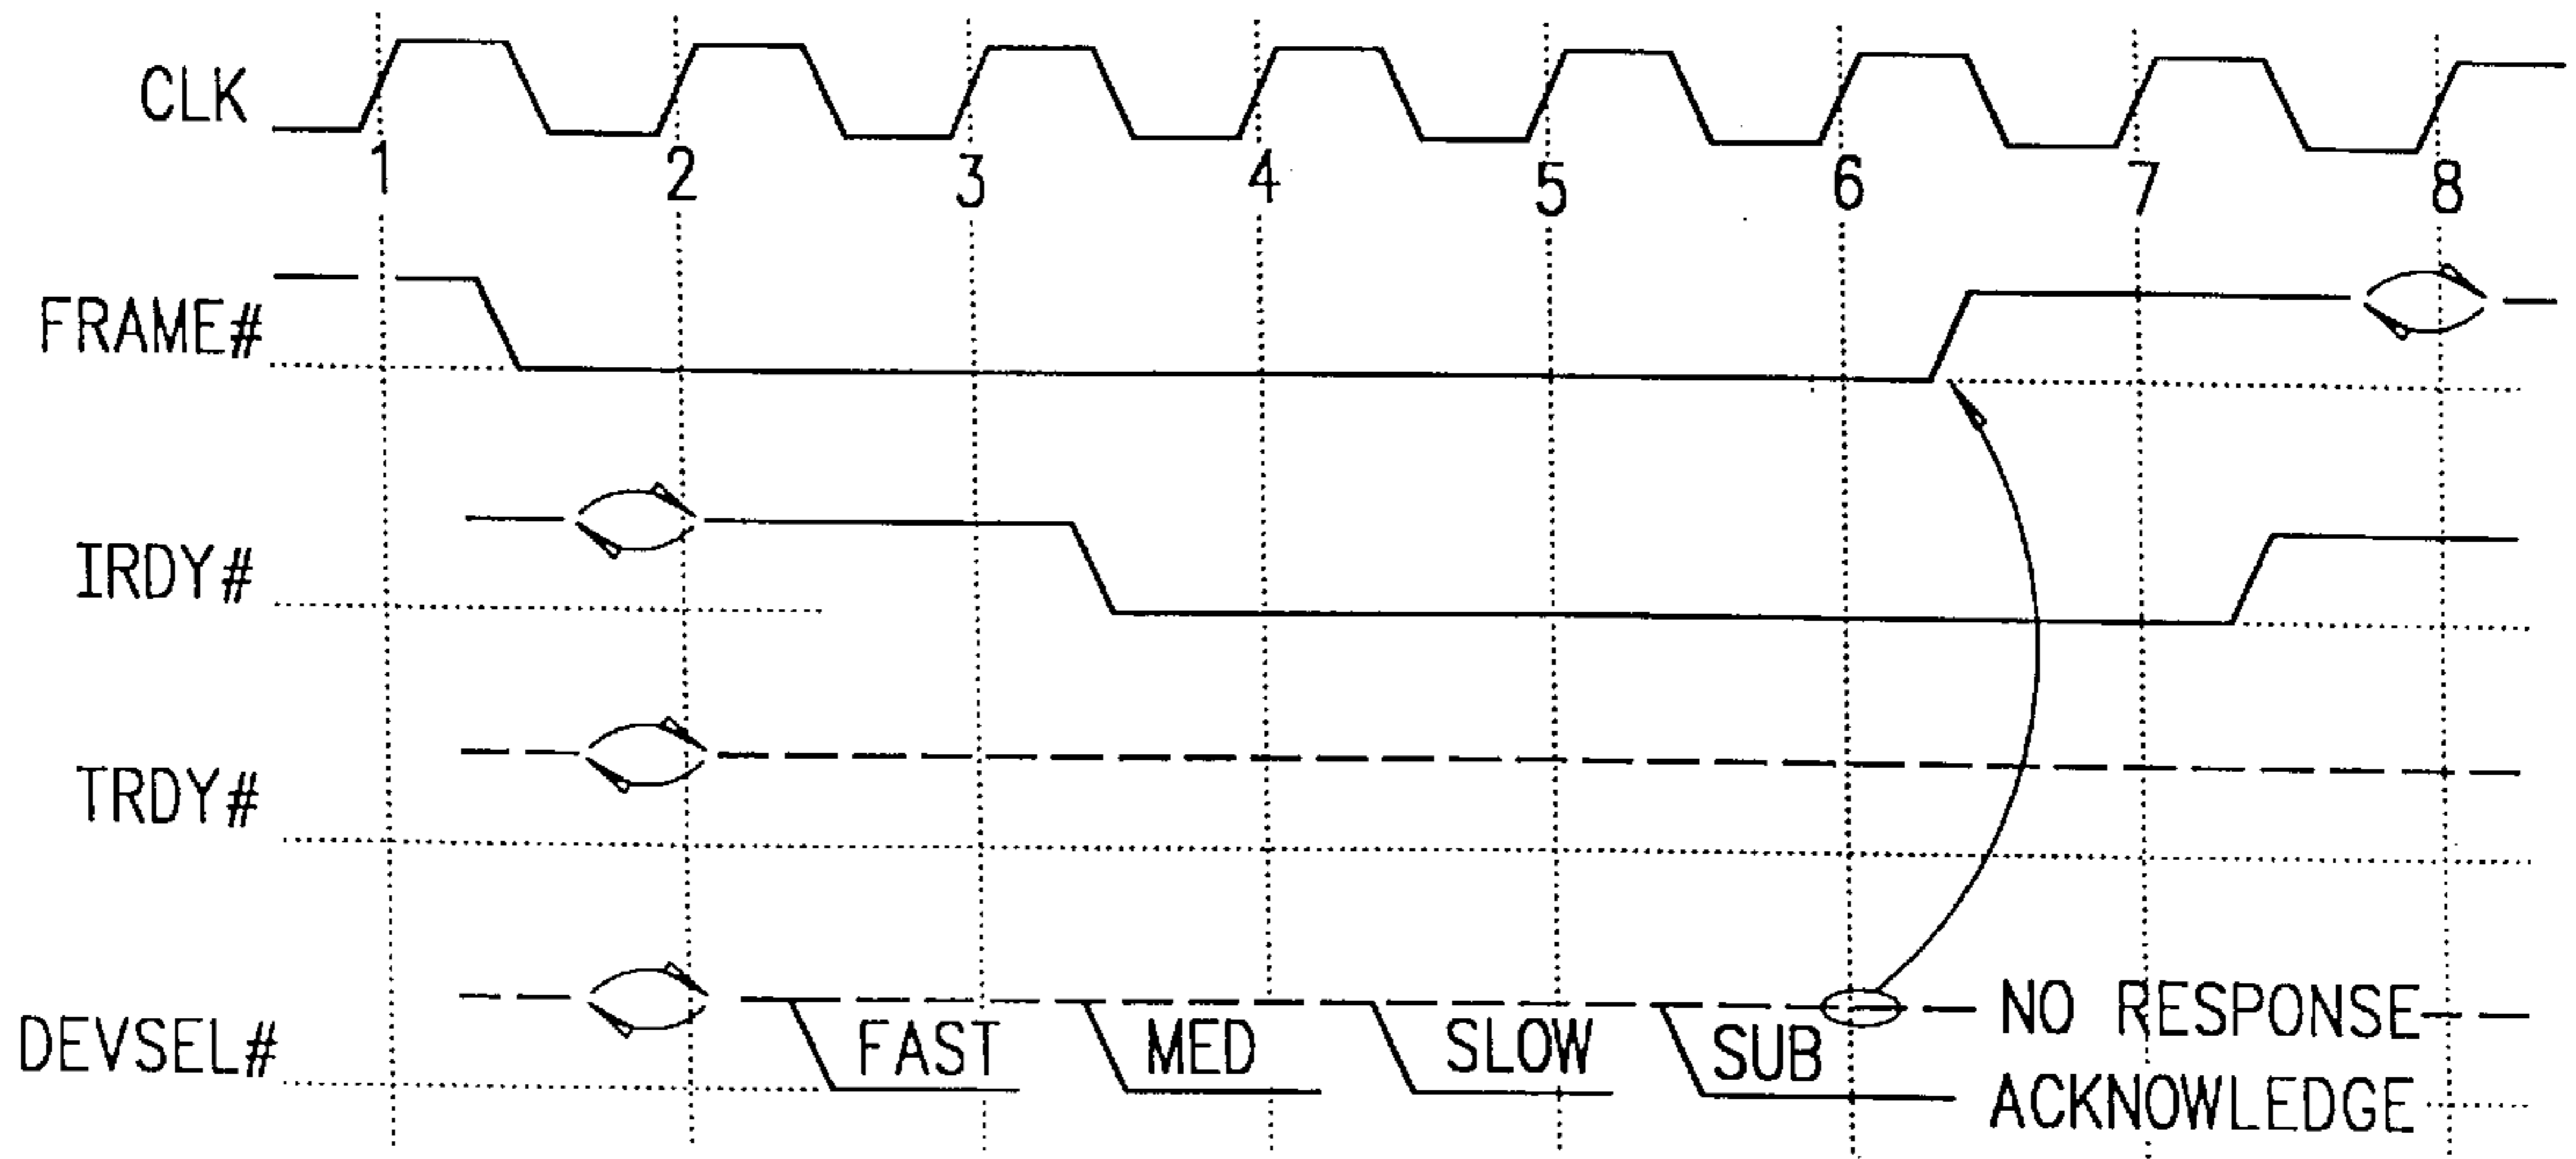 CLK
1 2 3 4 5 6 7 8
FRAME#
IRDY#
TRDY#
DEVSEL#
FAST MED SLOW SUB
NO RESPONSE
ACKNOWLEDGE